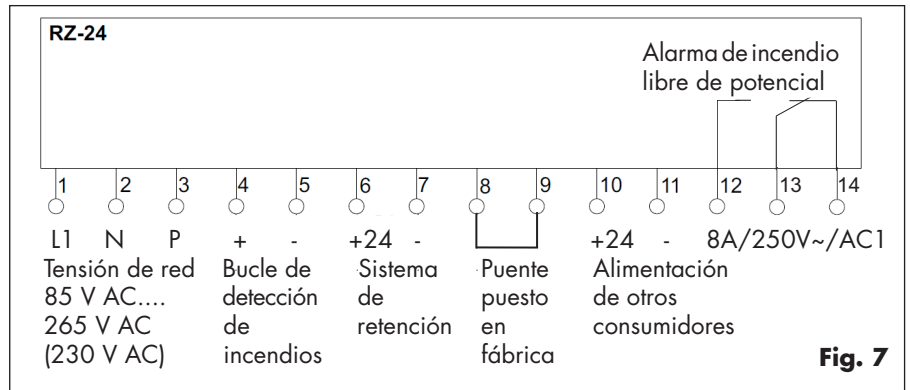 RZ-24
Alarma de incendio
libre de potencial
1 2 3 4 5 6 7 8 9 10 11 12 13 14
L1 N P + - +24 - +24 - 8A/250V~/AC1
Tensión de red
85 V AC....
265 V AC
(230 V AC)
Bucle de
detección
de
incendios
Sistema
de
retención
Puente
puesto
en
fábrica
Alimentación
de otros
consumidores
Fig. 7